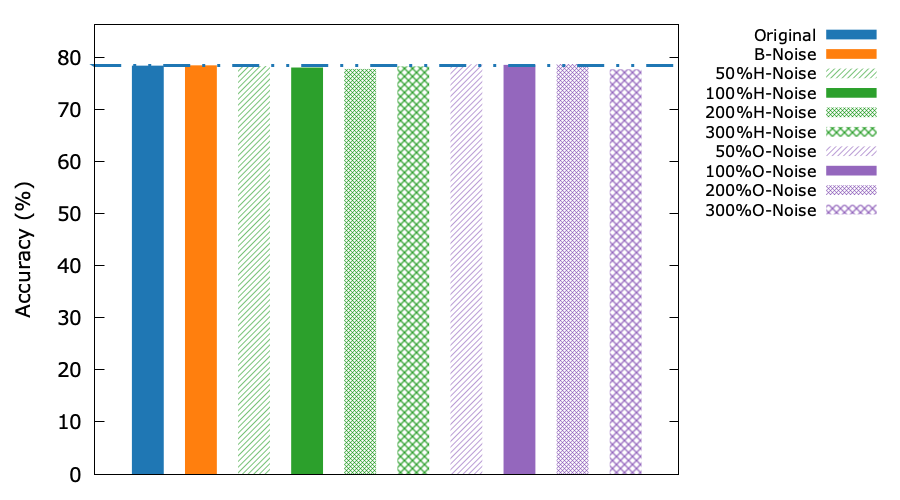 Accuracy (%)
80
70
60
50
40
30
20
10
0
Original
B-Noise
50%H-Noise
100%H-Noise
200%H-Noise
300%H-Noise
50%O-Noise
100%O-Noise
200%O-Noise
300%O-Noise